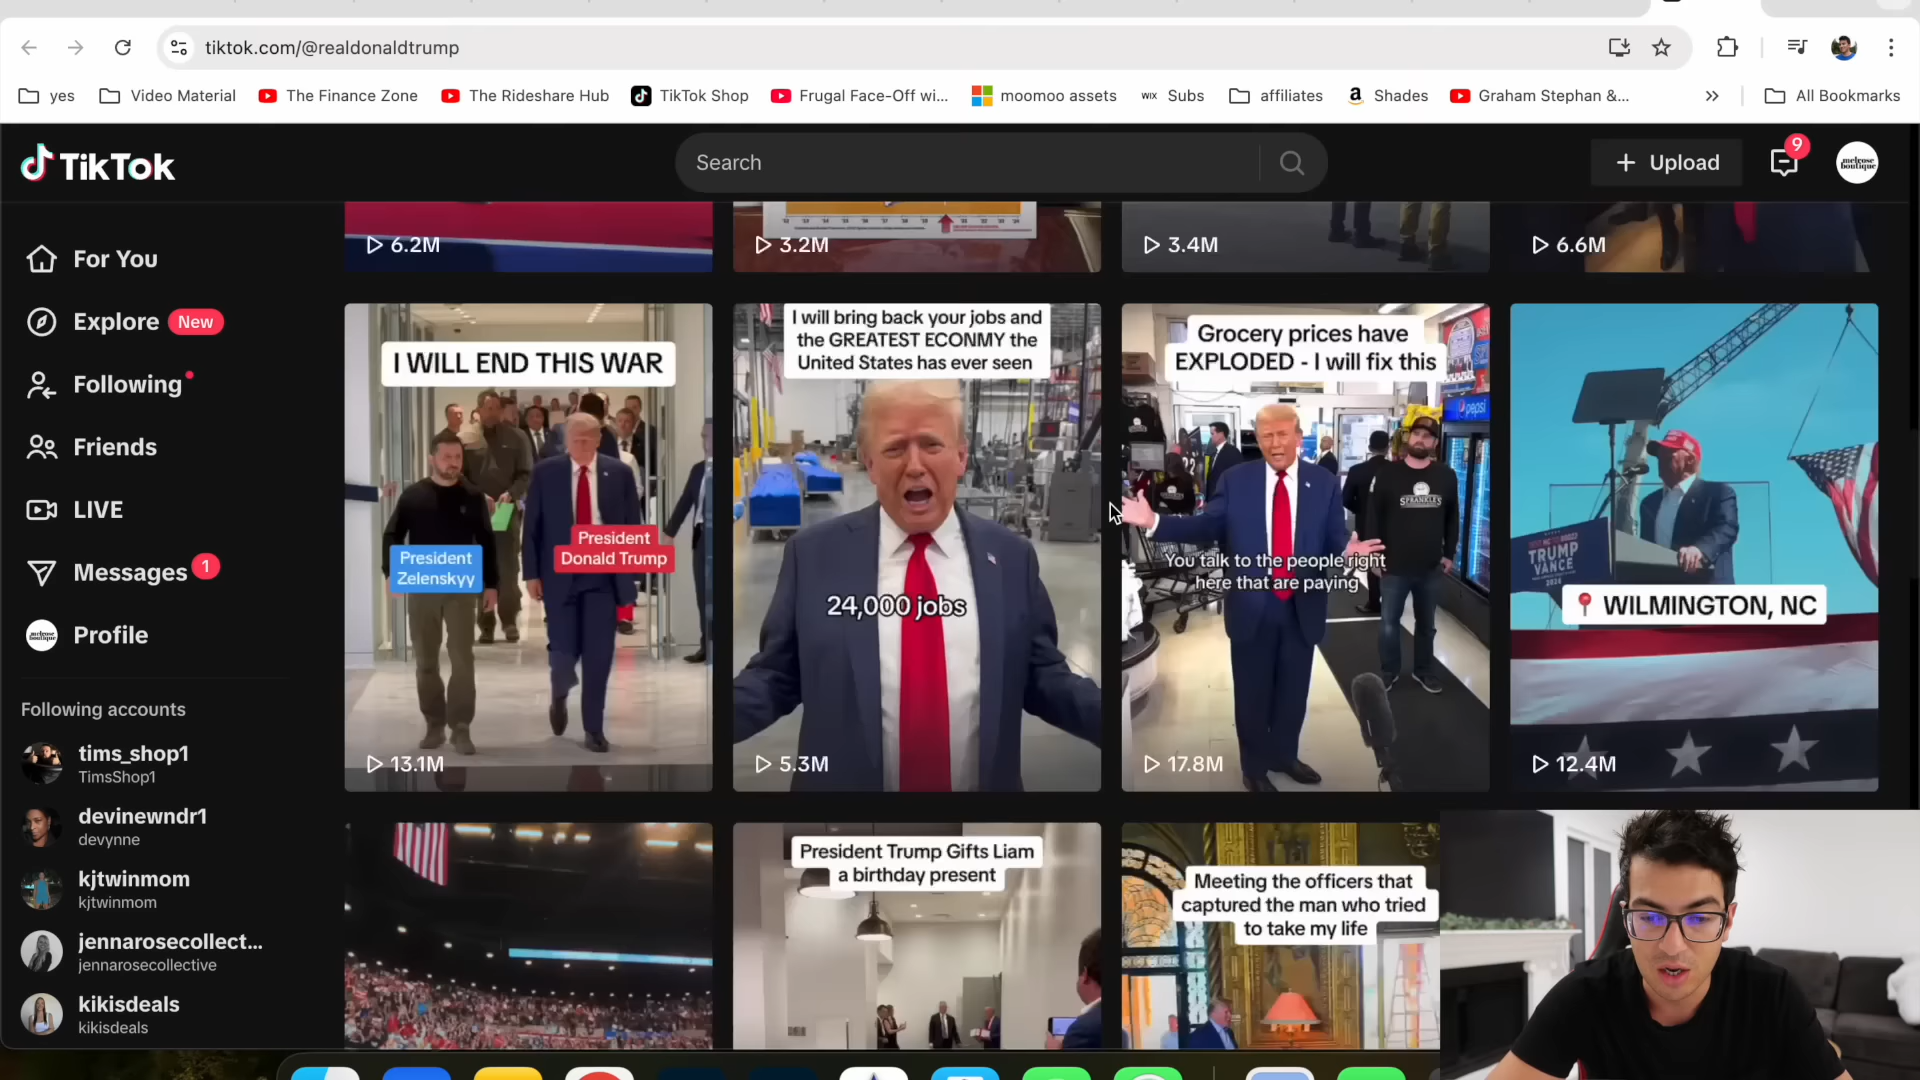 tiktok.com/@realdonaldtrump
yes
Video Material
The Finance Zone
The Rideshare Hub
TikTok Shop
Frugal Face-Off wi...
moomoo assets
WIX Subs
affiliates
Shades
Graham Stephan &...
All Bookmarks
TikTok
Search
Upload
9
melrose
boutique
6.2M
3.2M
3.4M
6.6M
For You
Explore New
Following
Friends
LIVE
Messages 1
Profile
Following accounts
tims_shop1
TimsShop1
devinewndr1
devynne
kjtwinmom
kjtwinmom
jennarosecollect...
jennarosecollective
kikisdeals
kikisdeals
I WILL END THIS WAR
President
Zelenskyy
President
Donald Trump
13.1M
I will bring back your jobs and
the GREATEST ECONMY the
United States has ever seen
24,000 jobs
5.3M
Grocery prices have
EXPLODED - I will fix this
pepsi
SPRANKLE'S
You talk to the people right
here that are paying
17.8M
TRUMP
VANCE
WILMINGTON, NC
12.4M
President Trump Gifts Liam
a birthday present
Meeting the officers that
captured the man who tried
to take my life